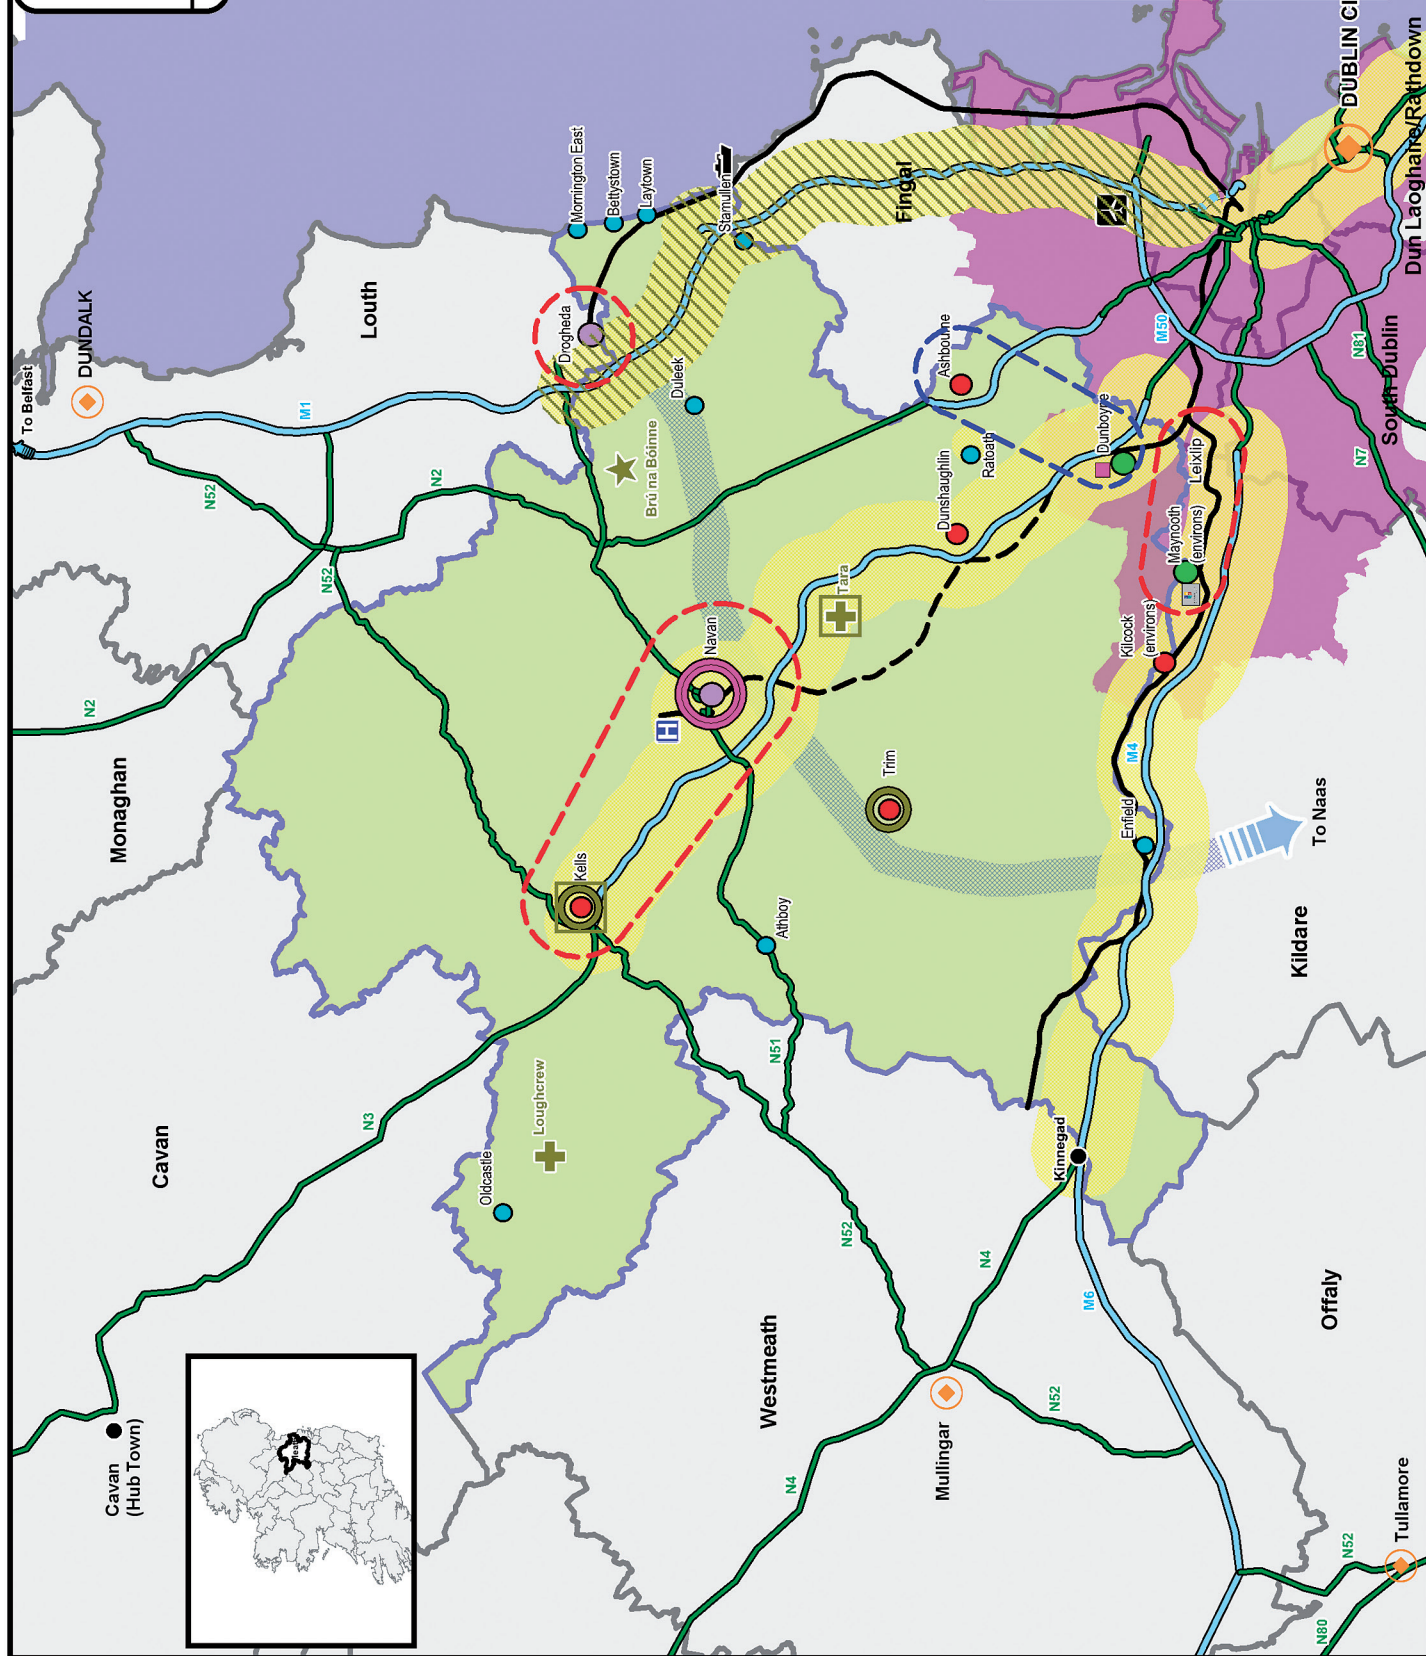 To Belfast
DUNDALK
M1
Louth
N52
N2
N52
N2
Monaghan
Cavan
Cavan
(Hub Town)
N3
Mornington East
Bettystown
Laytown
Stamullen
Drogheda
Duleek
Brú na Bóinne
Fingal
DUBLIN CI
Dun Laoghaire/Rathdown
Ashbourne
Ratoath
Dunshaughlin
Dunboyne
M50
N81
South Dublin
N7
Leixlip
Maynooth
(environs)
Kilcock
(environs)
Tara
Navan
H
Trim
Kells
Athboy
N51
Loughcrew
Oldcastle
M4
Enfield
To Naas
Kildare
Kinnegad
N52
N4
M6
Offaly
Westmeath
Mullingar
N52
N4
N52
Tullamore
N80